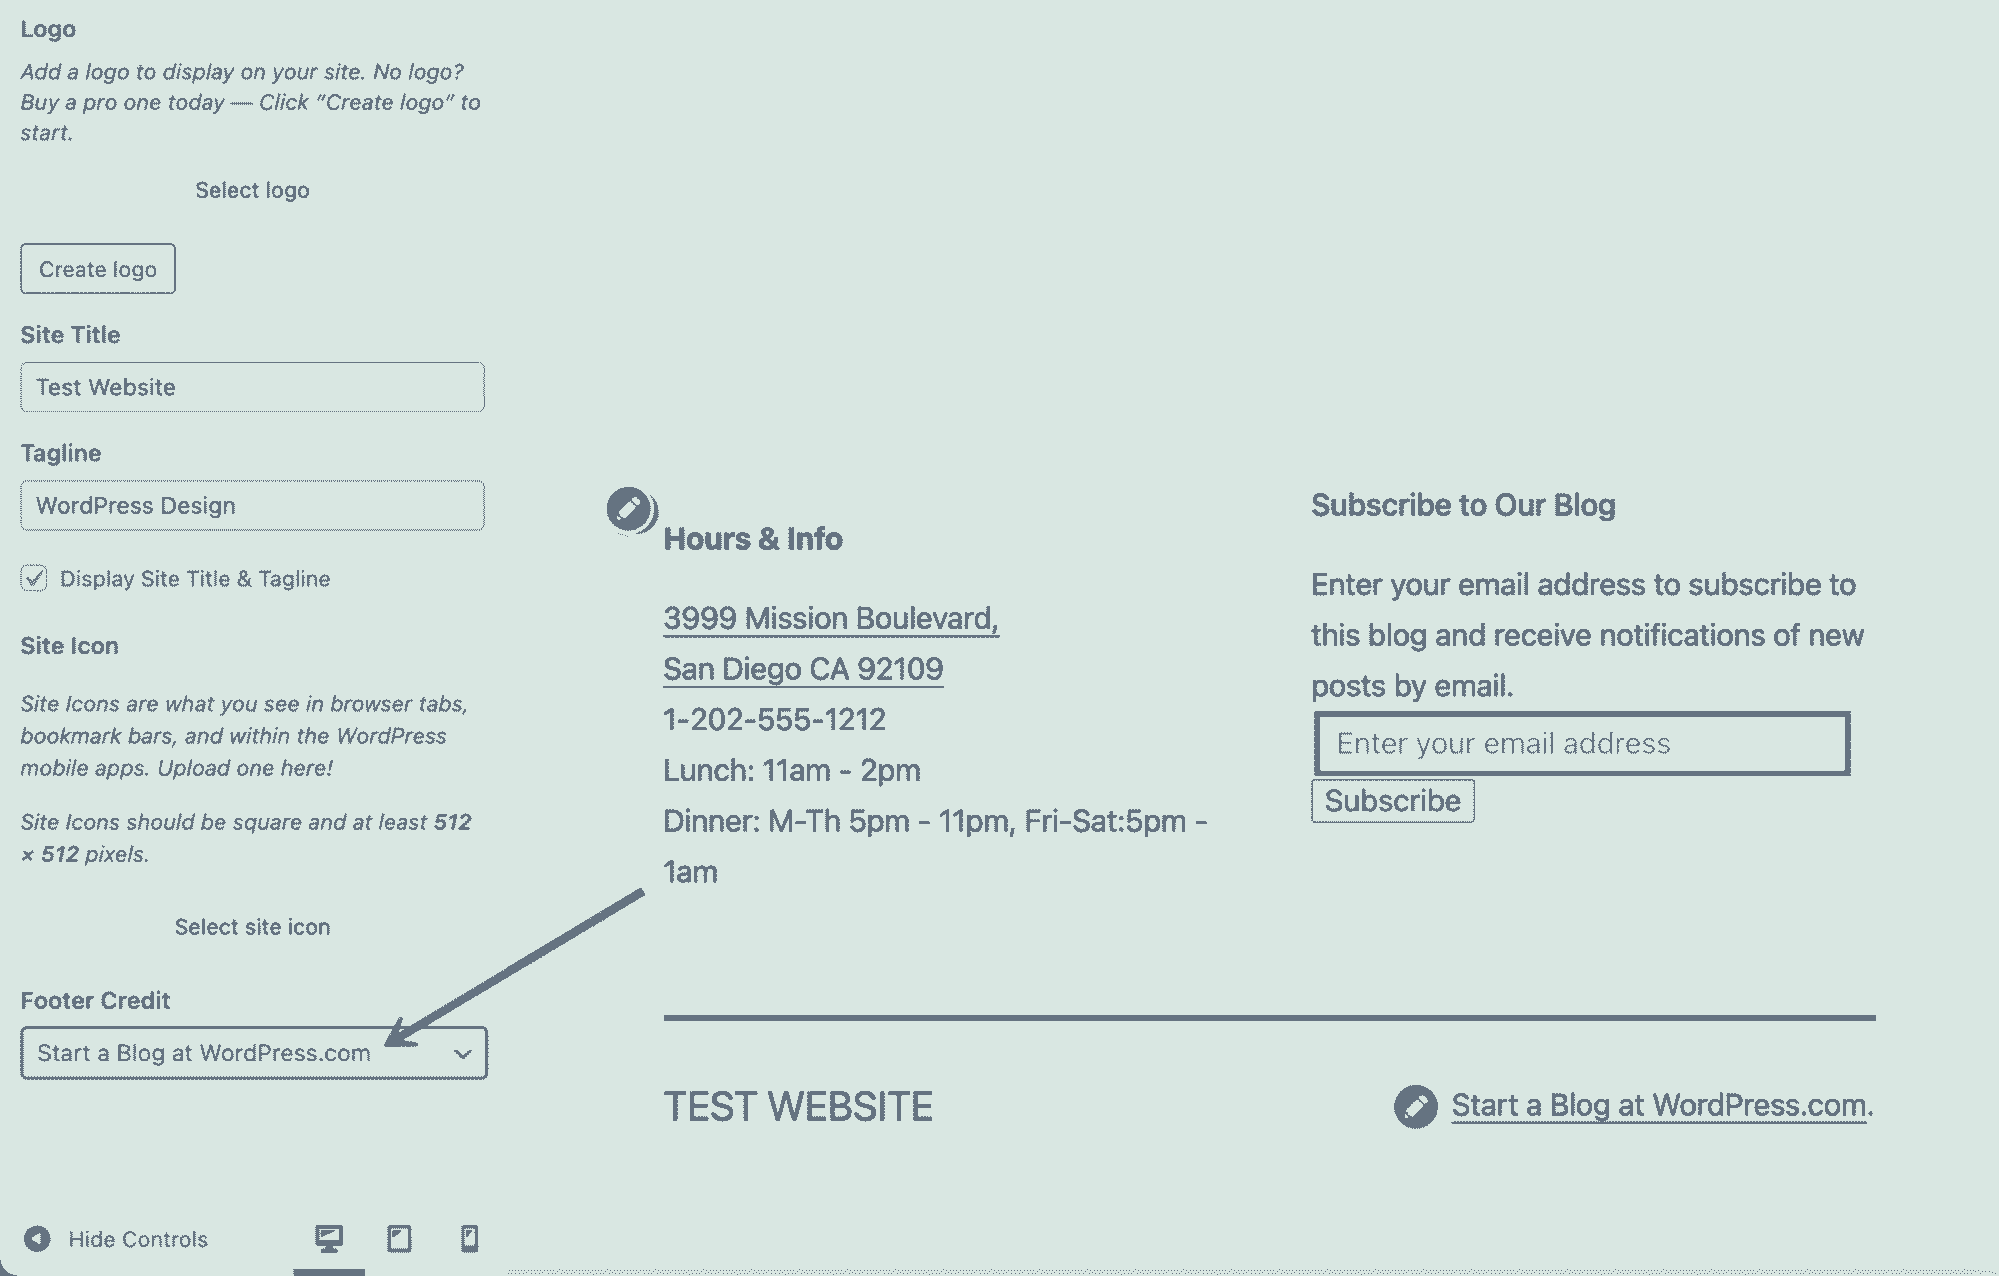 Logo
Add a logo to display on your site. No logo?
Buy a pro one today — Click "Create logo" to
start.
Select logo
Create logo
Site Title
Test Website
Tagline
WordPress Design
Display Site Title & Tagline
Site Icon
Site Icons are what you see in browser tabs,
bookmark bars, and within the WordPress
mobile apps. Upload one here!
Site Icons should be square and at least 512
× 512 pixels.
Select site icon
Footer Credit
Start a Blog at WordPress.com
Hide Controls
Hours & Info
3999 Mission Boulevard,
San Diego CA 92109
1-202-555-1212
Lunch: 11am - 2pm
Dinner: M-Th 5pm - 11pm, Fri-Sat:5pm -
1am
Subscribe to Our Blog
Enter your email address to subscribe to
this blog and receive notifications of new
posts by email.
Enter your email address
Subscribe
TEST WEBSITE
Start a Blog at WordPress.com.